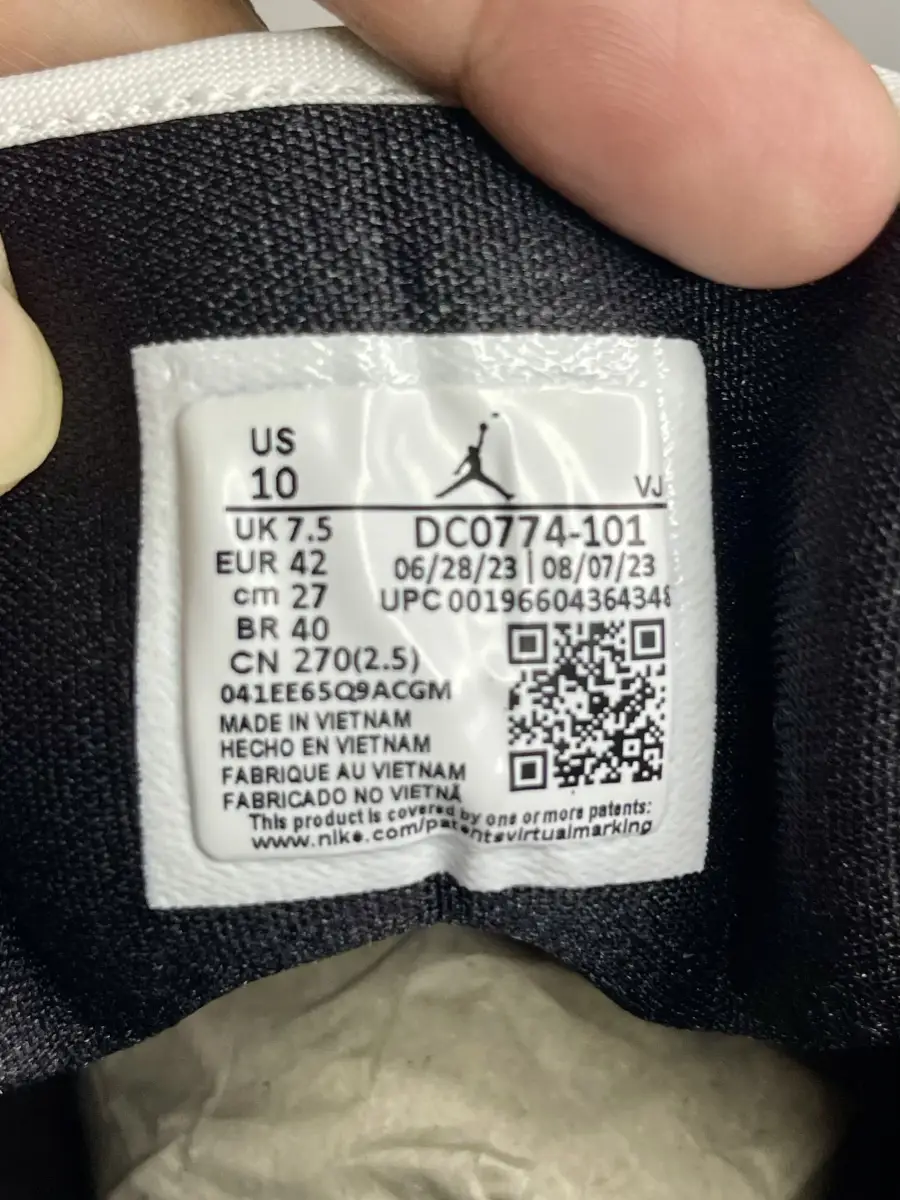 US
10
VJ
UK 7.5
DC0774-101
EUR 42
06/28/23 | 08/07/23
cm 27
UPC 00196604364348
BR 40
CN 270(2.5)
041EE65Q9ACGM
MADE IN VIETNAM
HECHO EN VIETNAM
FABRIQUE AU VIETNAM
FABRICADO NO VIETNÃ
This product is covered by one or more patents:
www.nike.com/patentsvirtualmarking